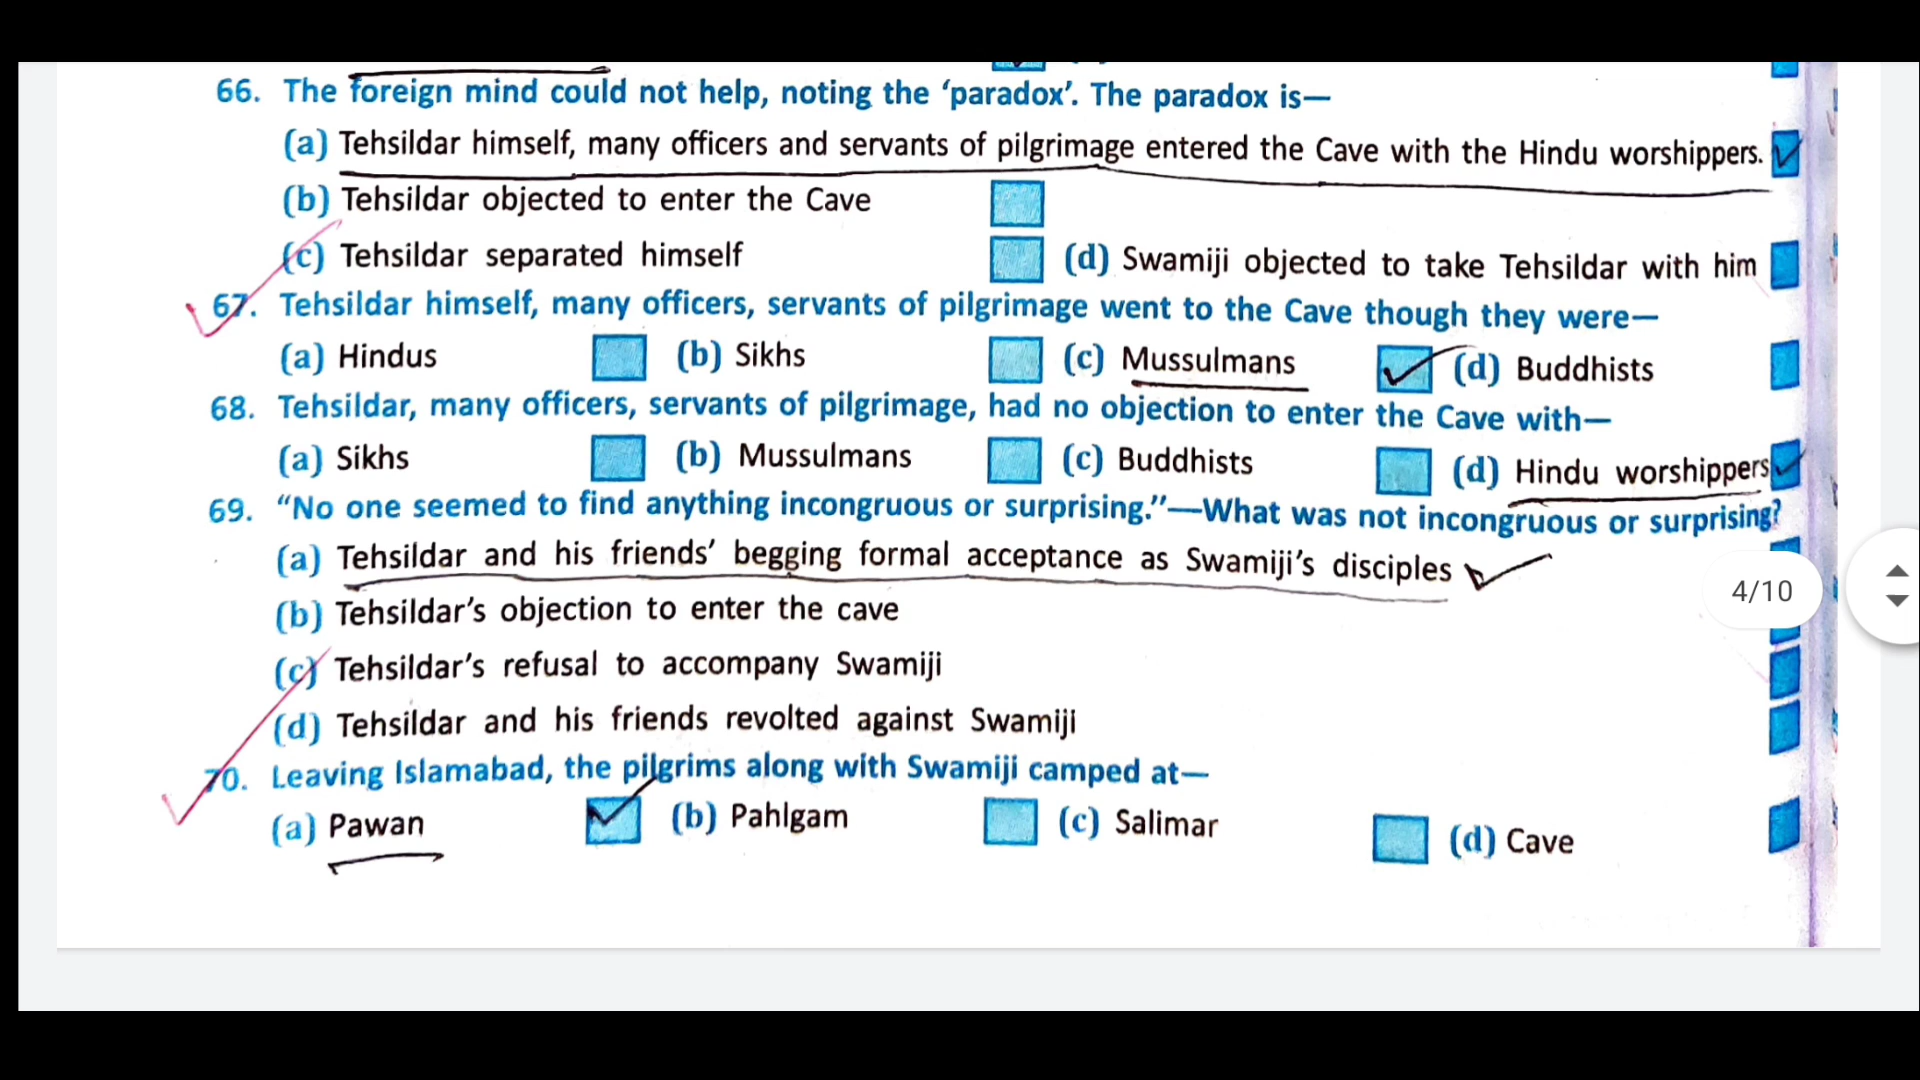 66. The foreign mind could not help, noting the ‘paradox’. The paradox is—
(a) Tehsildar himself, many officers and servants of pilgrimage entered the Cave with the Hindu worshippers.
(b) Tehsildar objected to enter the Cave
(c) Tehsildar separated himself (d) Swamiji objected to take Tehsildar with him
67. Tehsildar himself, many officers, servants of pilgrimage went to the Cave though they were—
(a) Hindus (b) Sikhs (c) Mussulmans (d) Buddhists
68. Tehsildar, many officers, servants of pilgrimage, had no objection to enter the Cave with—
(a) Sikhs (b) Mussulmans (c) Buddhists (d) Hindu worshippers
69. “No one seemed to find anything incongruous or surprising.”—What was not incongruous or surprising?
(a) Tehsildar and his friends’ begging formal acceptance as Swamiji’s disciples
(b) Tehsildar’s objection to enter the cave
4/10
(c) Tehsildar’s refusal to accompany Swamiji
(d) Tehsildar and his friends revolted against Swamiji
70. Leaving Islamabad, the pilgrims along with Swamiji camped at—
(a) Pawan (b) Pahlgam (c) Salimar (d) Cave